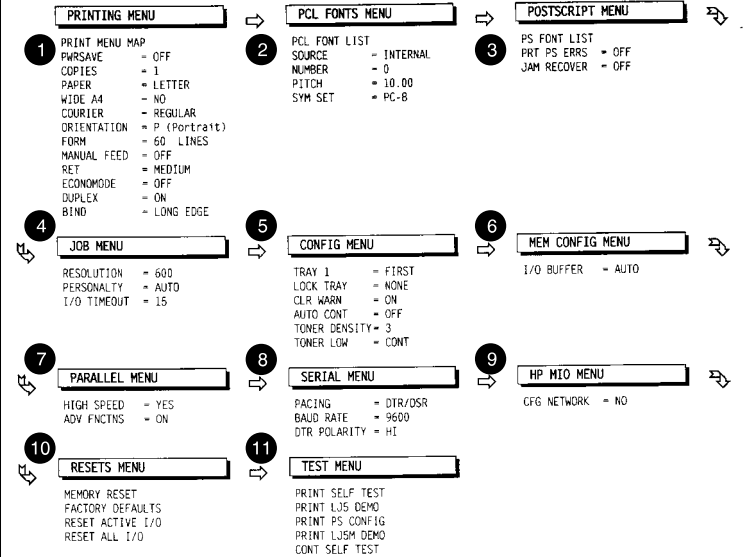 PRINTING MENU
1
PRINT MENU MAP
PWRSAVE = OFF
COPIES = 1
PAPER = LETTER
WIDE A4 - NO
COURIER - REGULAR
ORIENTATION = P (Portrait)
FORM = 60 LINES
MANUAL FEED = OFF
RET = MEDIUM
ECONOMODE = OFF
DUPLEX = ON
BIND = LONG EDGE
PCL FONTS MENU
2
PCL FONT LIST
SOURCE = INTERNAL
NUMBER - 0
PITCH = 10.00
SYM SET = PC-8
POSTSCRIPT MENU
3
PS FONT LIST
PRT PS ERRS = OFF
JAM RECOVER = OFF
4
JOB MENU
RESOLUTION = 600
PERSONALTY = AUTO
I/O TIMEOUT = 15
5
CONFIG MENU
TRAY 1 = FIRST
LOCK TRAY = NONE
CLR WARN = ON
AUTO CONT = OFF
TONER DENSITY= 3
TONER LOW = CONT
6
MEM CONFIG MENU
I/O BUFFER = AUTO
7
PARALLEL MENU
HIGH SPEED = YES
ADV FNCTNS = ON
8
SERIAL MENU
PACING = DTR/DSR
BAUD RATE = 9600
DTR POLARITY = HI
9
HP MIO MENU
CFG NETWORK = NO
10
RESETS MENU
MEMORY RESET
FACTORY DEFAULTS
RESET ACTIVE I/O
RESET ALL I/O
11
TEST MENU
PRINT SELF TEST
PRINT LJ5 DEMO
PRINT PS CONFIG
PRINT LJ5M DEMO
CONT SELF TEST